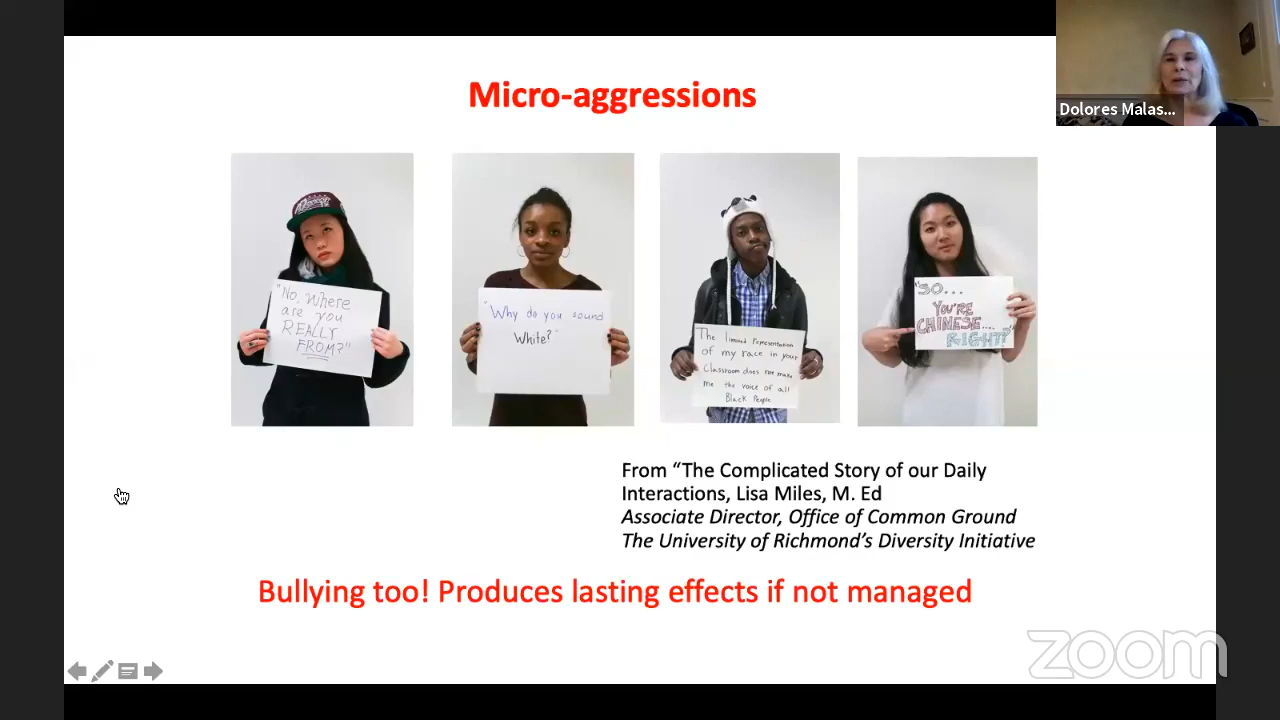 Micro-aggressions
Dolores Malas...
"No, Where
are you
REALLY
FROM?"
"Why do you sound
White?"
The limited representation
of my race in your
Classroom does not make
me the voice of all
Black People
"SO...
YOU'RE
CHINESE....
RIGHT?"
From “The Complicated Story of our Daily
Interactions, Lisa Miles, M. Ed
Associate Director, Office of Common Ground
The University of Richmond’s Diversity Initiative
Bullying too! Produces lasting effects if not managed
zoom